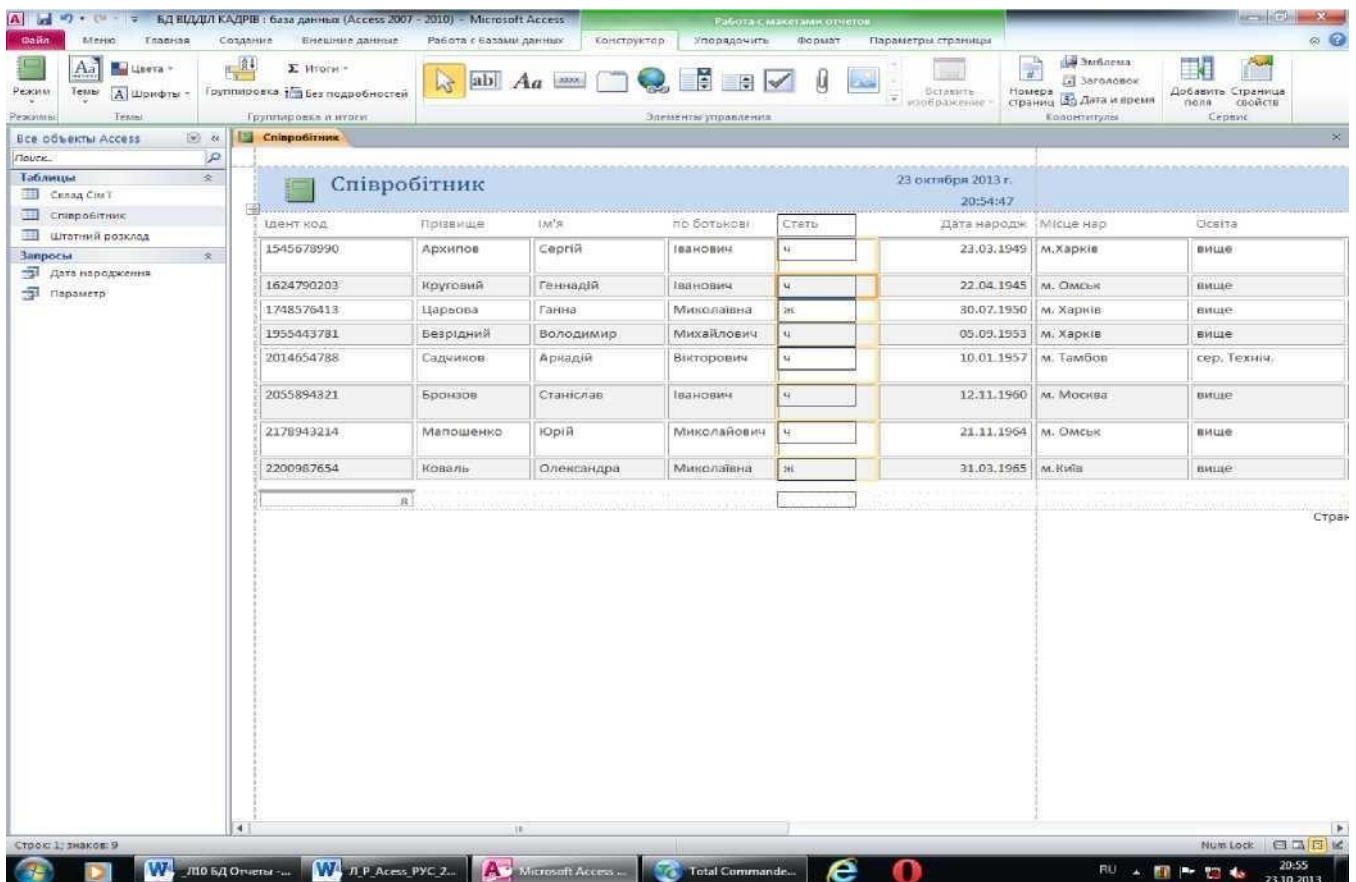 БД ВІДДІЛ КАДРІВ : база данных (Access 2007 - 2010) - Microsoft Access
Работа с макетами отчетов
Файл Меню Главная Создание Внешние данные Работа с базами данных Конструктор Упорядочить Формат Параметры страницы
Режим
Темы
Цвета
Шрифты
Группировка
Итоги
Без подробностей
Вставить изображение
Номера страниц
Эмблема
Заголовок
Дата и время
Добавить поля
Страница свойств
Режимы Темы Группировка и итоги Элементы управления Колонтитулы Сервис
Все объекты Access
Поиск...
Таблицы
Склад Сім'ї
Співробітник
Штатний розклад
Запросы
Дата народження
Параметр
Співробітник
Співробітник
23 октября 2013 г.
20:54:47
Ідент код Прізвище Ім'я по ботькові Стать Дата народж Місце нар Освіта
1545678990 Архипов Сергій Іванович ч 23.03.1949 м.Харків вище
1624790203 Круговий Геннадій Іванович ч 22.04.1945 м. Омськ вище
1748576413 Царьова Ганна Миколаївна ж 30.07.1950 м. Харків вище
1955443781 Безрідний Володимир Михайлович ч 05.09.1953 м. Харків вище
2014654788 Садчиков Аркадій Вікторович ч 10.01.1957 м. Тамбов сер. Техніч.
2055894321 Бронзов Станіслав Іванович ч 12.11.1960 м. Москва вище
2178943214 Мапошенко Юрій Миколайович ч 21.11.1964 м. Омськ вище
2200987654 Коваль Олександра Миколаївна ж 31.03.1965 м.Київ вище
8
Стран
Строк: 1; знаков: 9
Num Lock
_Л10 БД Отчеты -... Л_Р_Acess_РУС_2... Microsoft Access ... Total Commande...
RU
20:55
23.10.2013